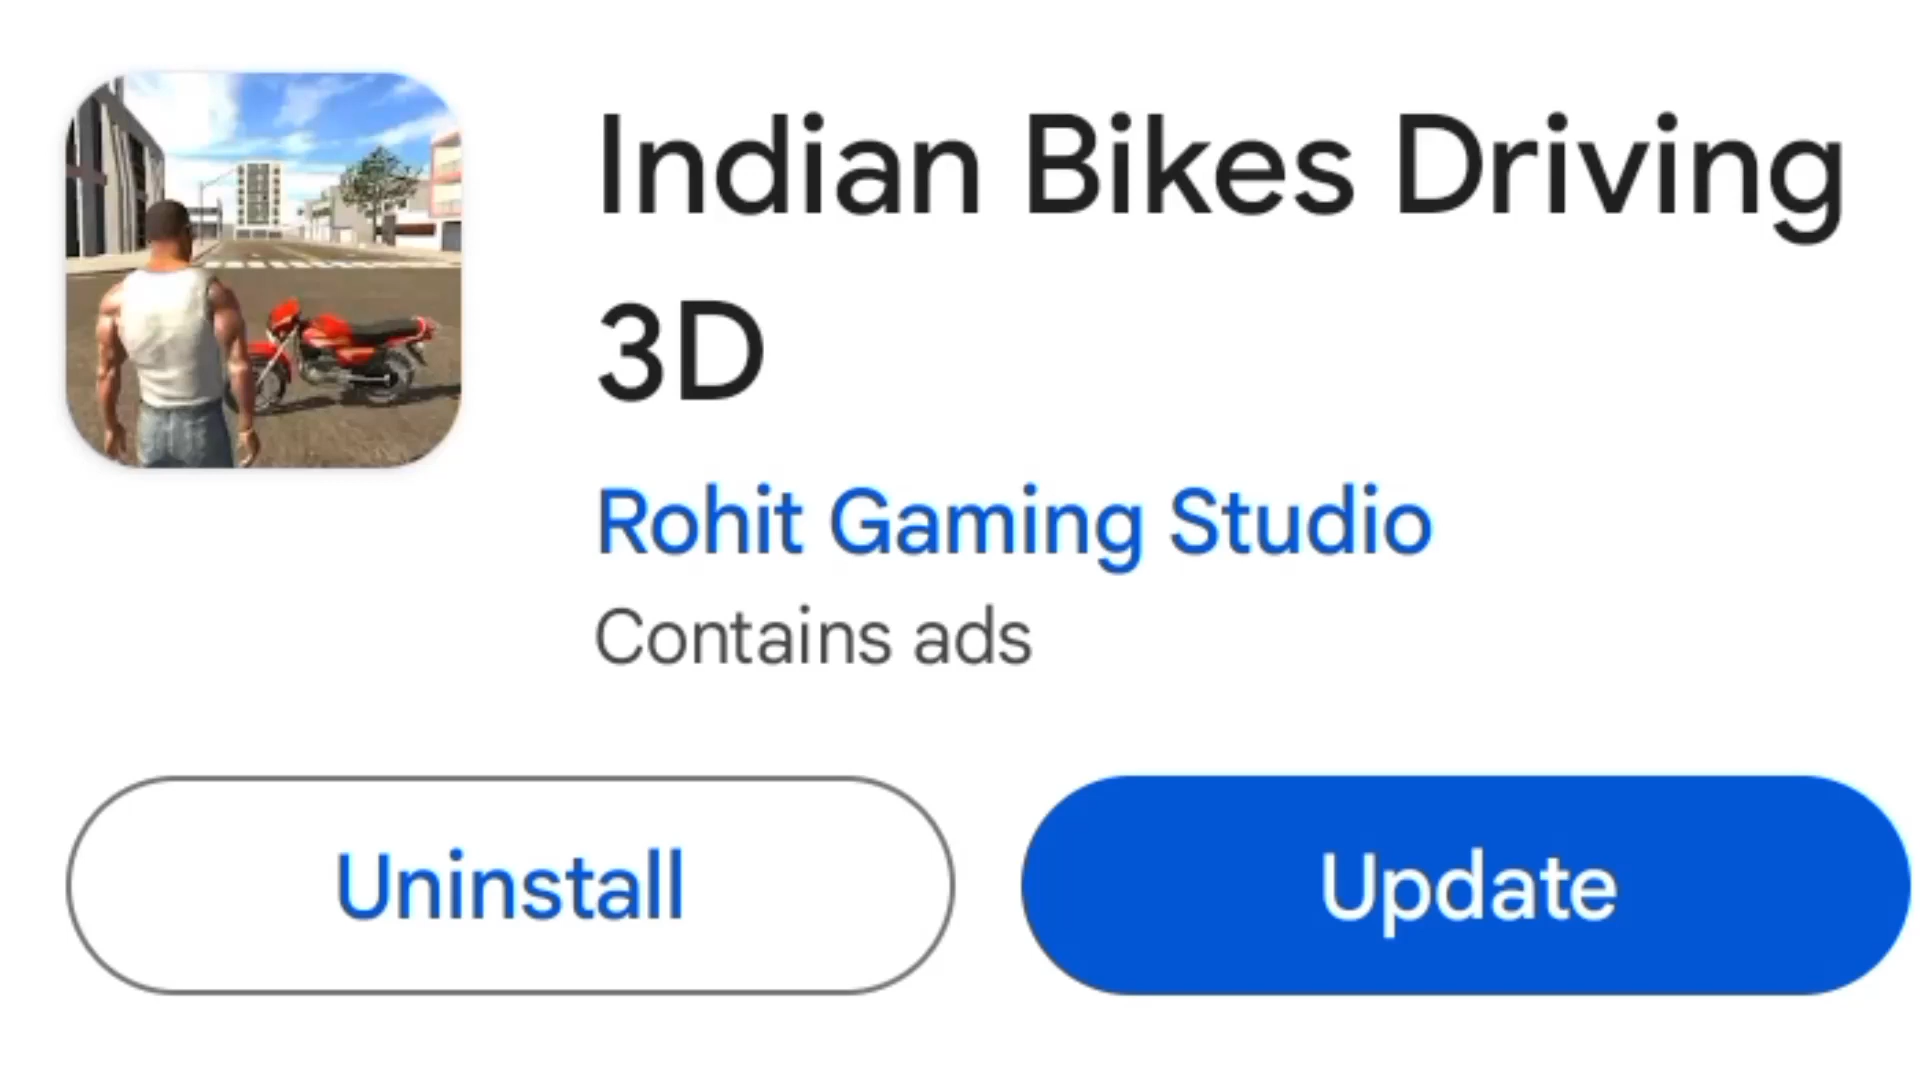 Indian Bikes Driving
3D
Rohit Gaming Studio
Contains ads
Uninstall
Update